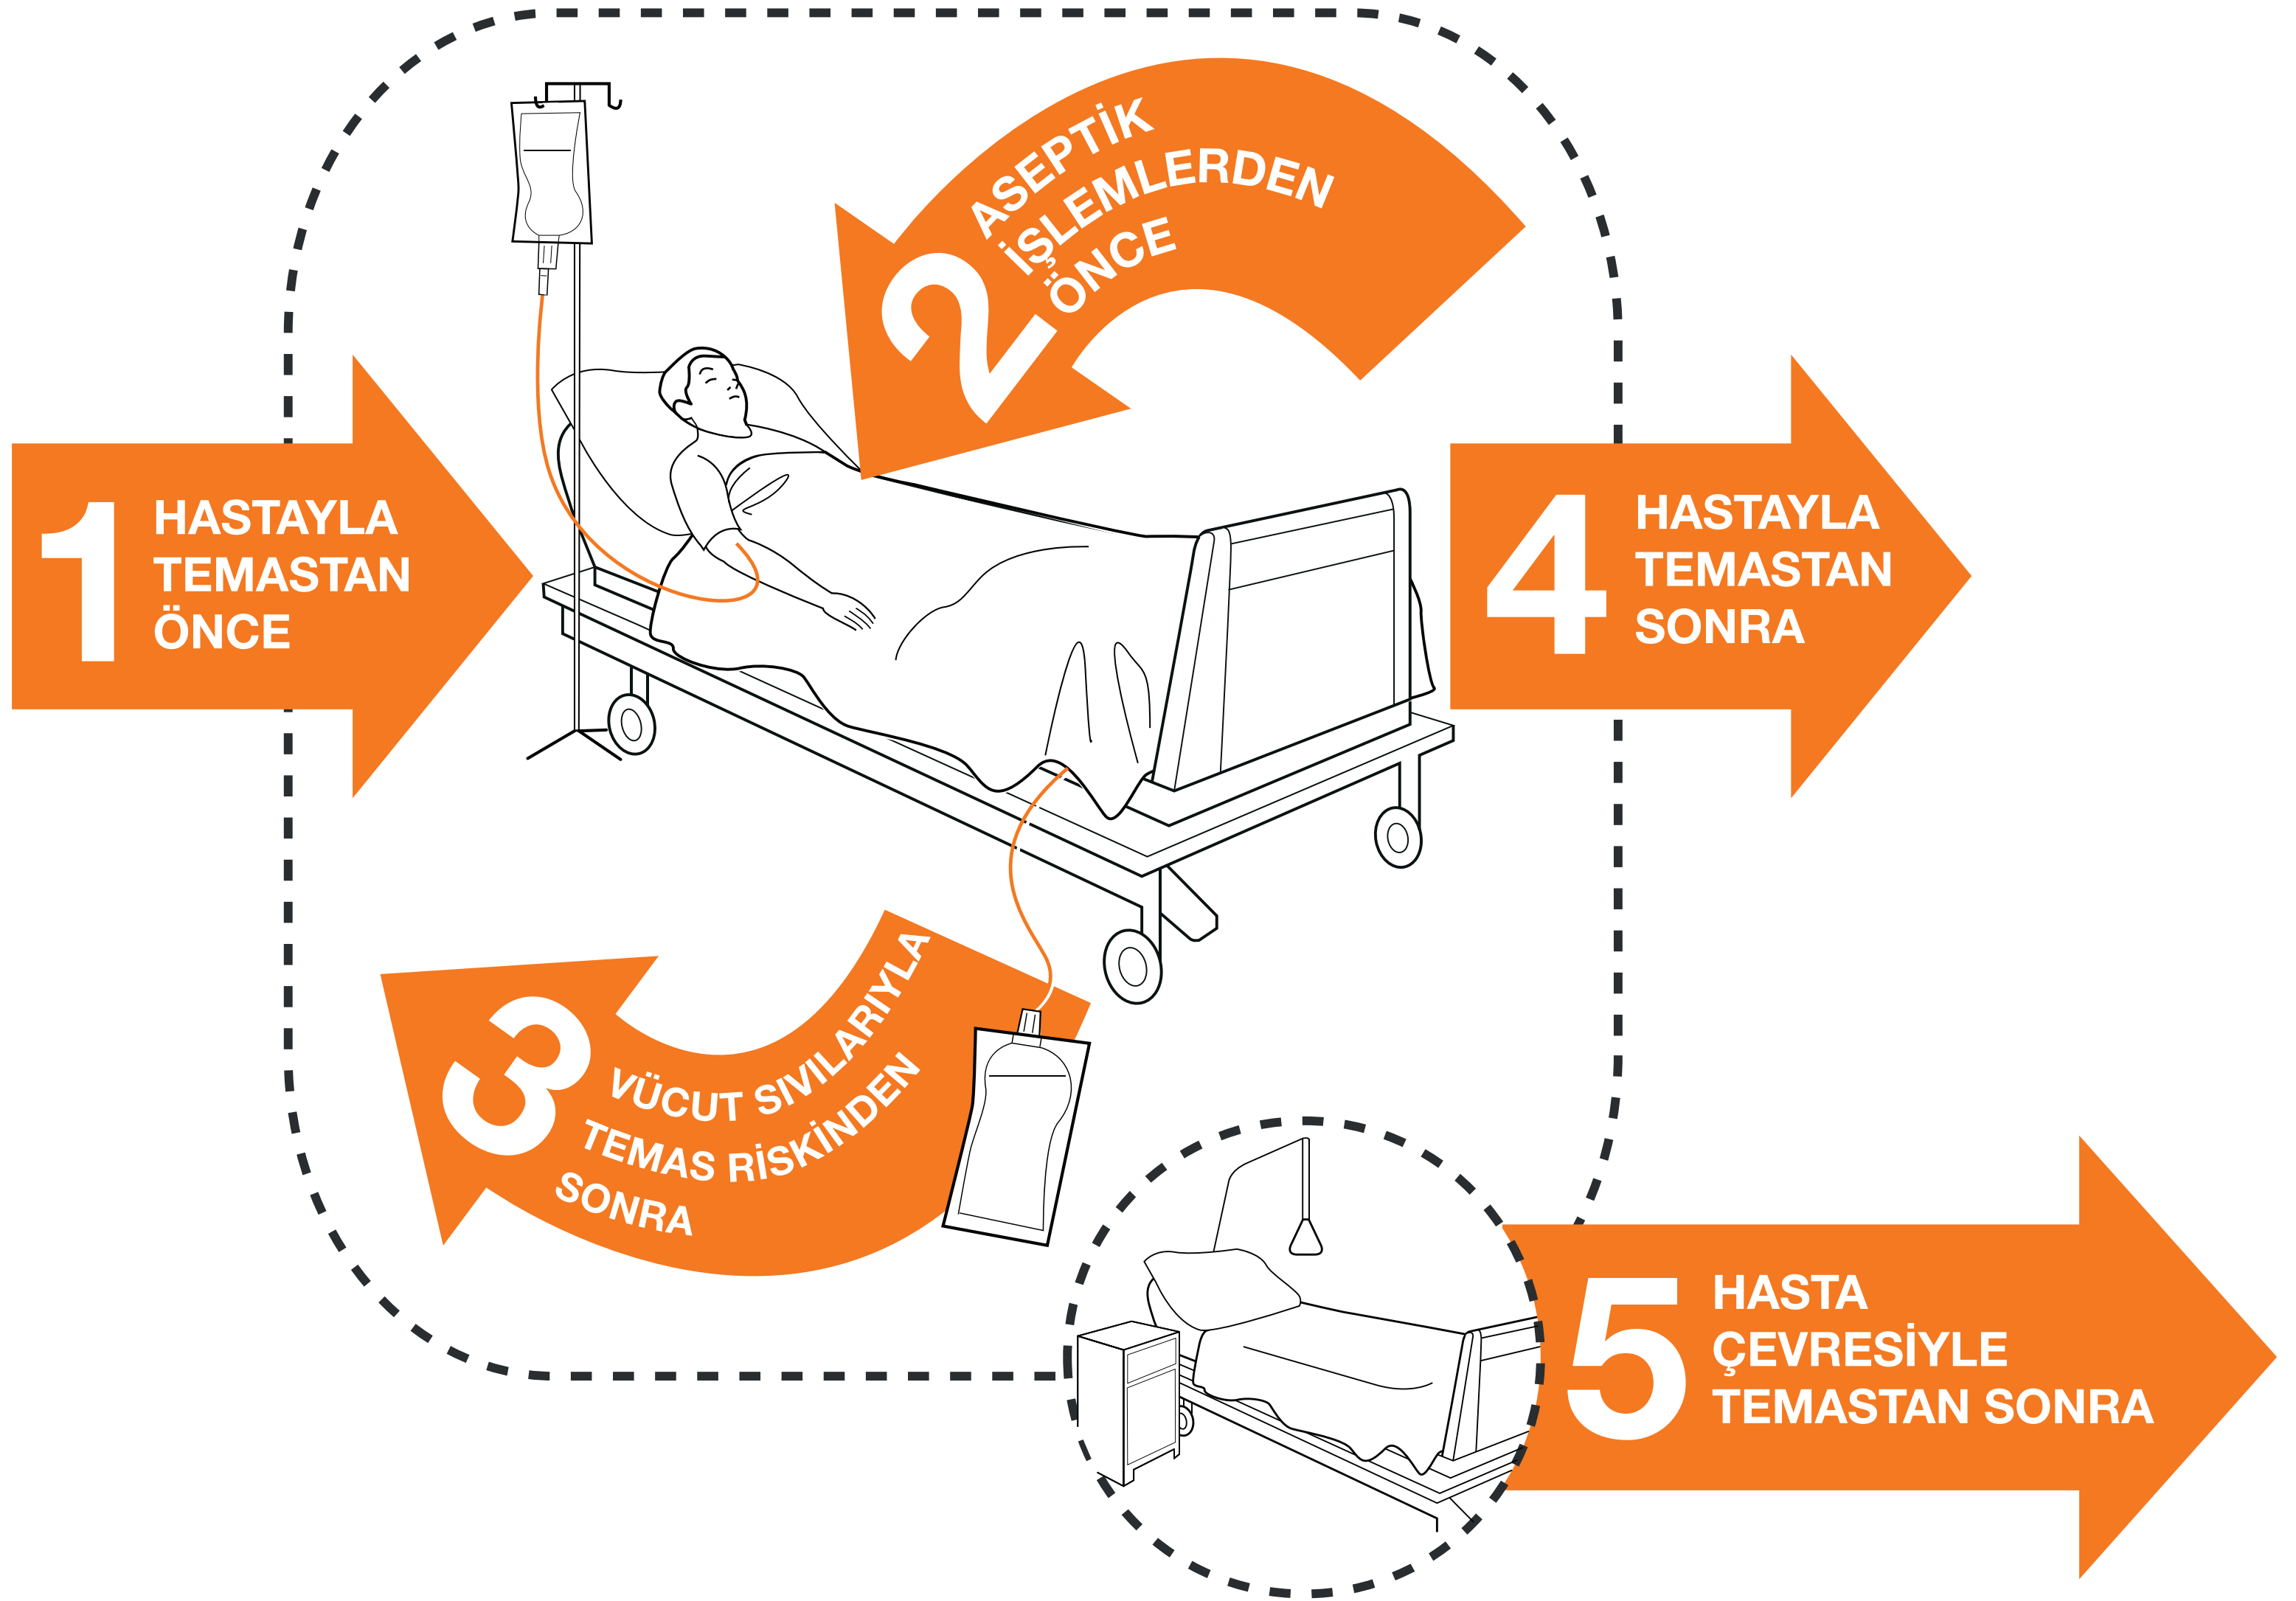 1
HASTAYLA
TEMASTAN
ÖNCE
2
ASEPTİK
İŞLEMLERDEN
ÖNCE
3
VÜCUT SIVILARIYLA
TEMAS RİSKİNDEN
SONRA
4
HASTAYLA
TEMASTAN
SONRA
5
HASTA
ÇEVRESİYLE
TEMASTAN SONRA